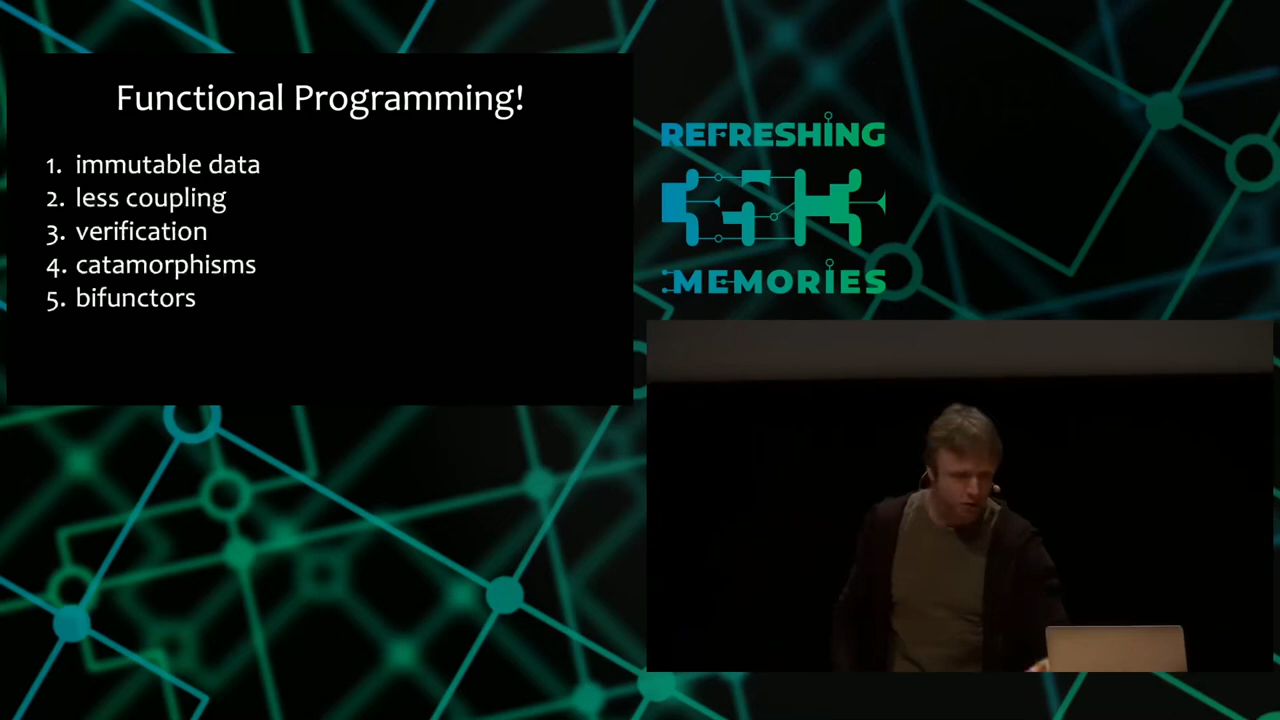 Functional Programming!
1. immutable data
2. less coupling
3. verification
4. catamorphisms
5. bifunctors
REFRESHING
MEMORIES